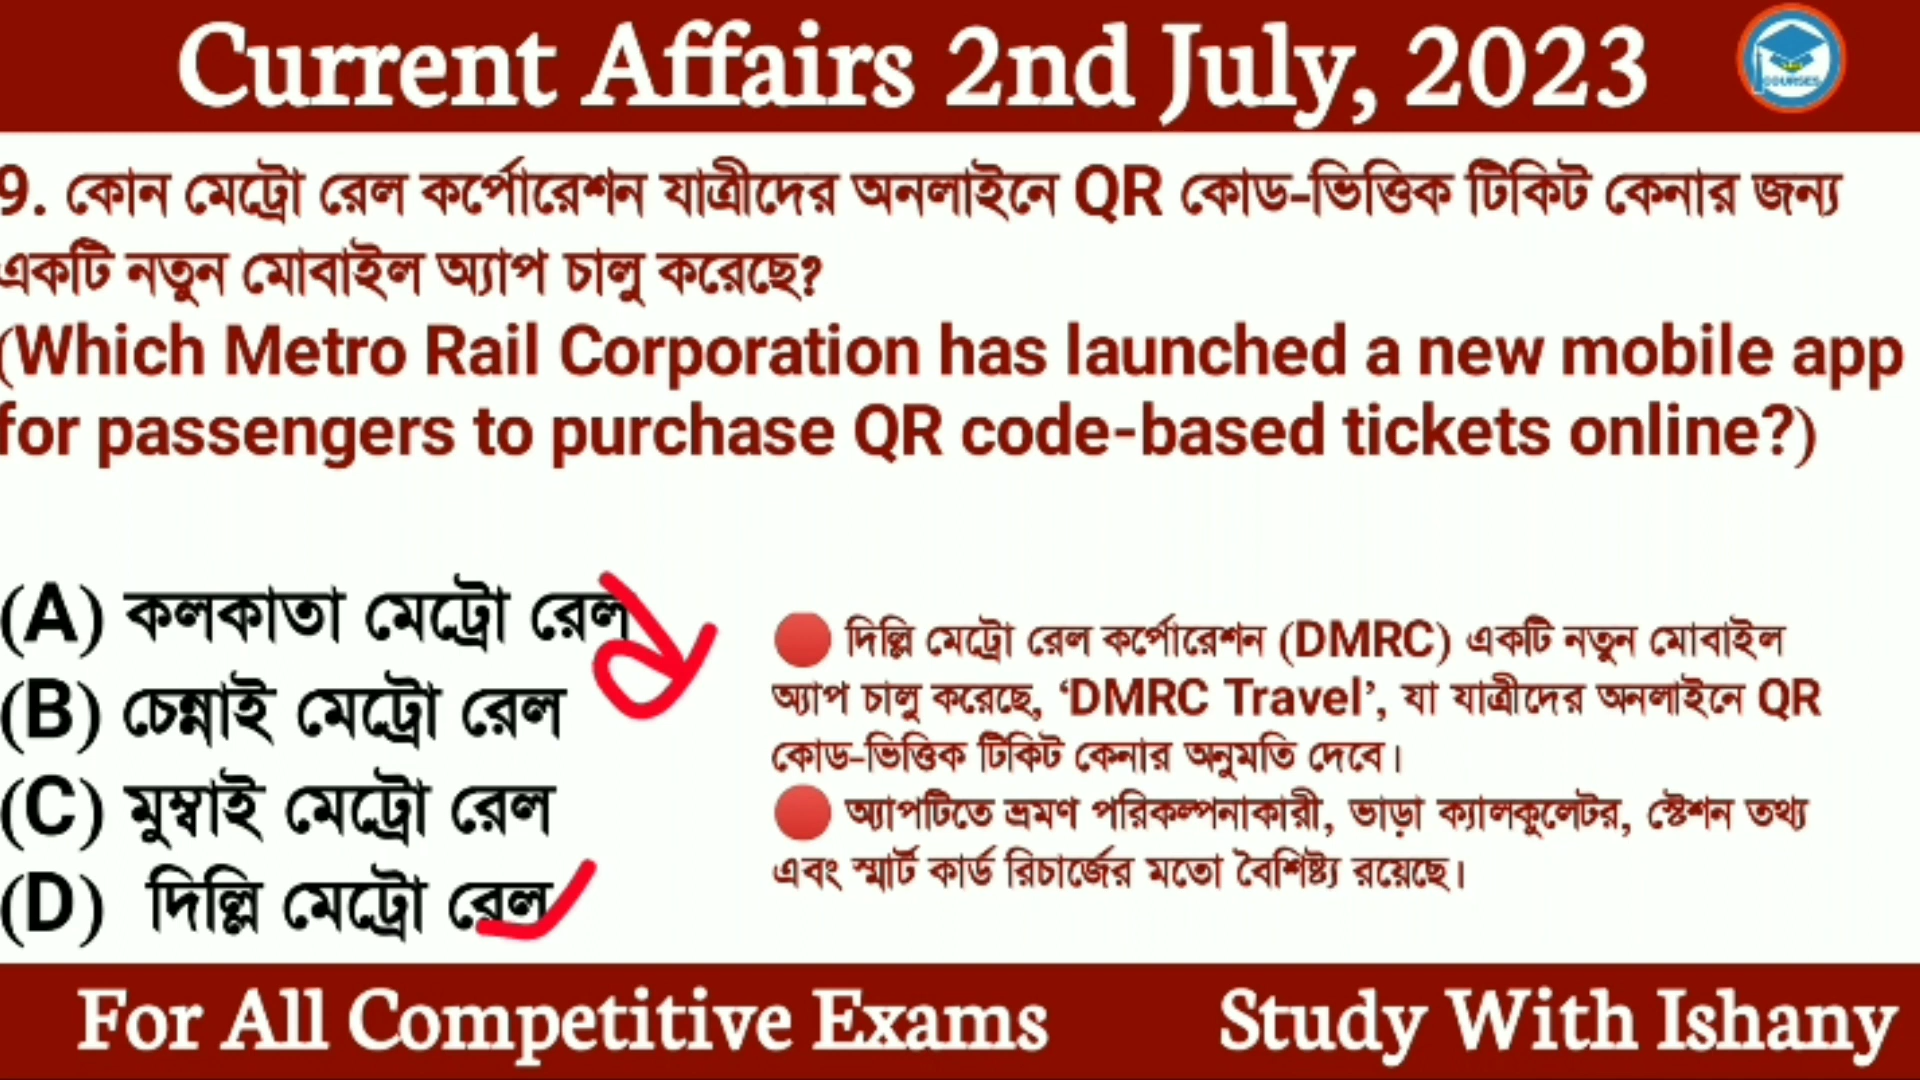 Current Affairs 2nd July, 2023
COURSES
9. কোন মেট্রো রেল কর্পোরেশন যাত্রীদের অনলাইনে QR কোড-ভিত্তিক টিকিট কেনার জন্য
একটি নতুন মোবাইল অ্যাপ চালু করেছে?
(Which Metro Rail Corporation has launched a new mobile app
for passengers to purchase QR code-based tickets online?)
(A) কলকাতা মেট্রো রেল
(B) চেন্নাই মেট্রো রেল
(C) মুম্বাই মেট্রো রেল
(D) দিল্লি মেট্রো রেল
দিল্লি মেট্রো রেল কর্পোরেশন (DMRC) একটি নতুন মোবাইল
অ্যাপ চালু করেছে, ‘DMRC Travel’, যা যাত্রীদের অনলাইনে QR
কোড-ভিত্তিক টিকিট কেনার অনুমতি দেবে।
অ্যাপটিতে ভ্রমণ পরিকল্পনাকারী, ভাড়া ক্যালকুলেটর, স্টেশন তথ্য
এবং স্মার্ট কার্ড রিচার্জের মতো বৈশিষ্ট্য রয়েছে।
For All Competitive Exams
Study With Ishany